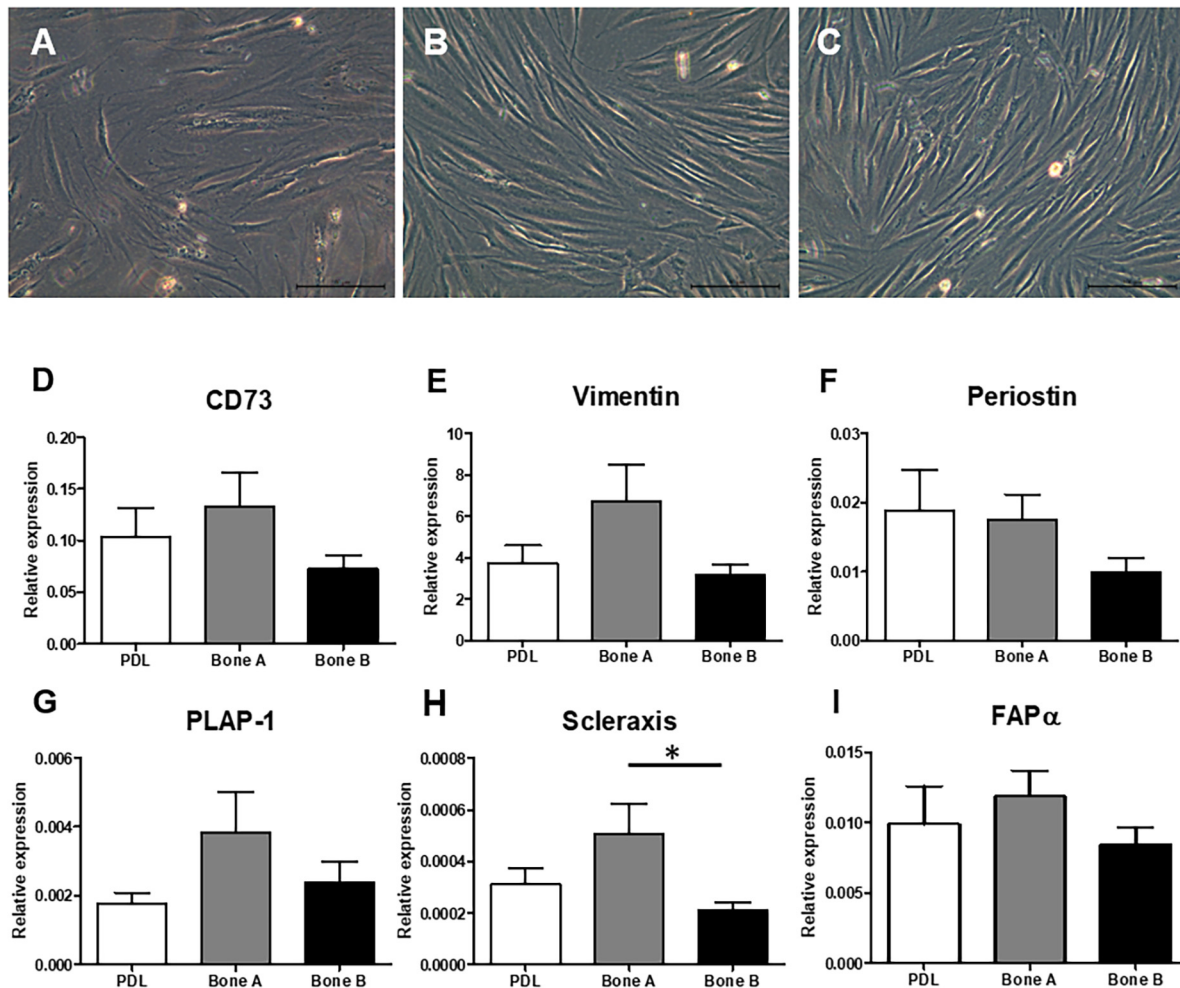 A B C
D E F
CD73 Vimentin Periostin
Relative expression
0.20
0.15
0.10
0.05
0.00
PDL Bone A Bone B
Relative expression
10
8
6
4
2
0
PDL Bone A Bone B
Relative expression
0.03
0.02
0.01
0.00
PDL Bone A Bone B
G H I
PLAP-1 Scleraxis FAPα
Relative expression
0.006
0.004
0.002
0.000
PDL Bone A Bone B
Relative expression
0.0008
0.0006
0.0004
0.0002
0.0000
*
PDL Bone A Bone B
Relative expression
0.015
0.010
0.005
0.000
PDL Bone A Bone B